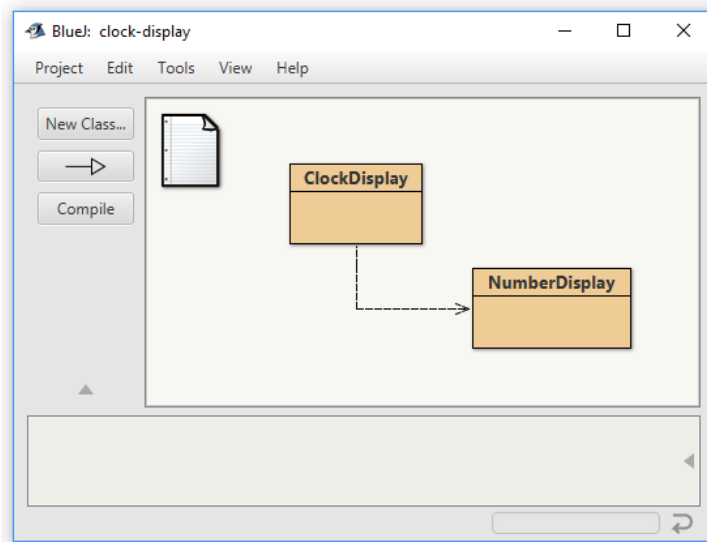 BlueJ: clock-display
Project Edit Tools View Help
New Class...
Compile
ClockDisplay
NumberDisplay